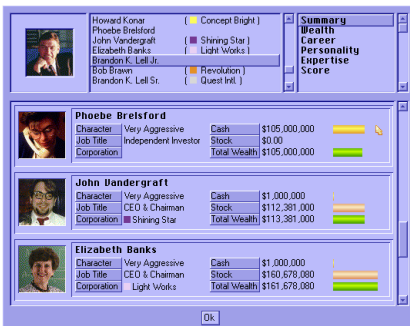 Howard Konar ( Concept Bright )
Phoebe Brelsford
John Vandergraft ( Shining Star )
Elizabeth Banks ( Light Works )
Brandon K. Lell Jr.
Bob Brawn ( Revolution )
Brandon K. Lell Sr. ( Quest Intl. )
Summary
Wealth
Career
Personality
Expertise
Score
Phoebe Brelsford
Character Very Aggressive Cash $105,000,000
Job Title Independent Investor Stock $0.00
Corporation Total Wealth $105,000,000
John Vandergraft
Character Very Aggressive Cash $1,000,000
Job Title CEO & Chairman Stock $112,381,000
Corporation Shining Star Total Wealth $113,381,000
Elizabeth Banks
Character Very Aggressive Cash $1,000,000
Job Title CEO & Chairman Stock $160,678,080
Corporation Light Works Total Wealth $161,678,080
Ok